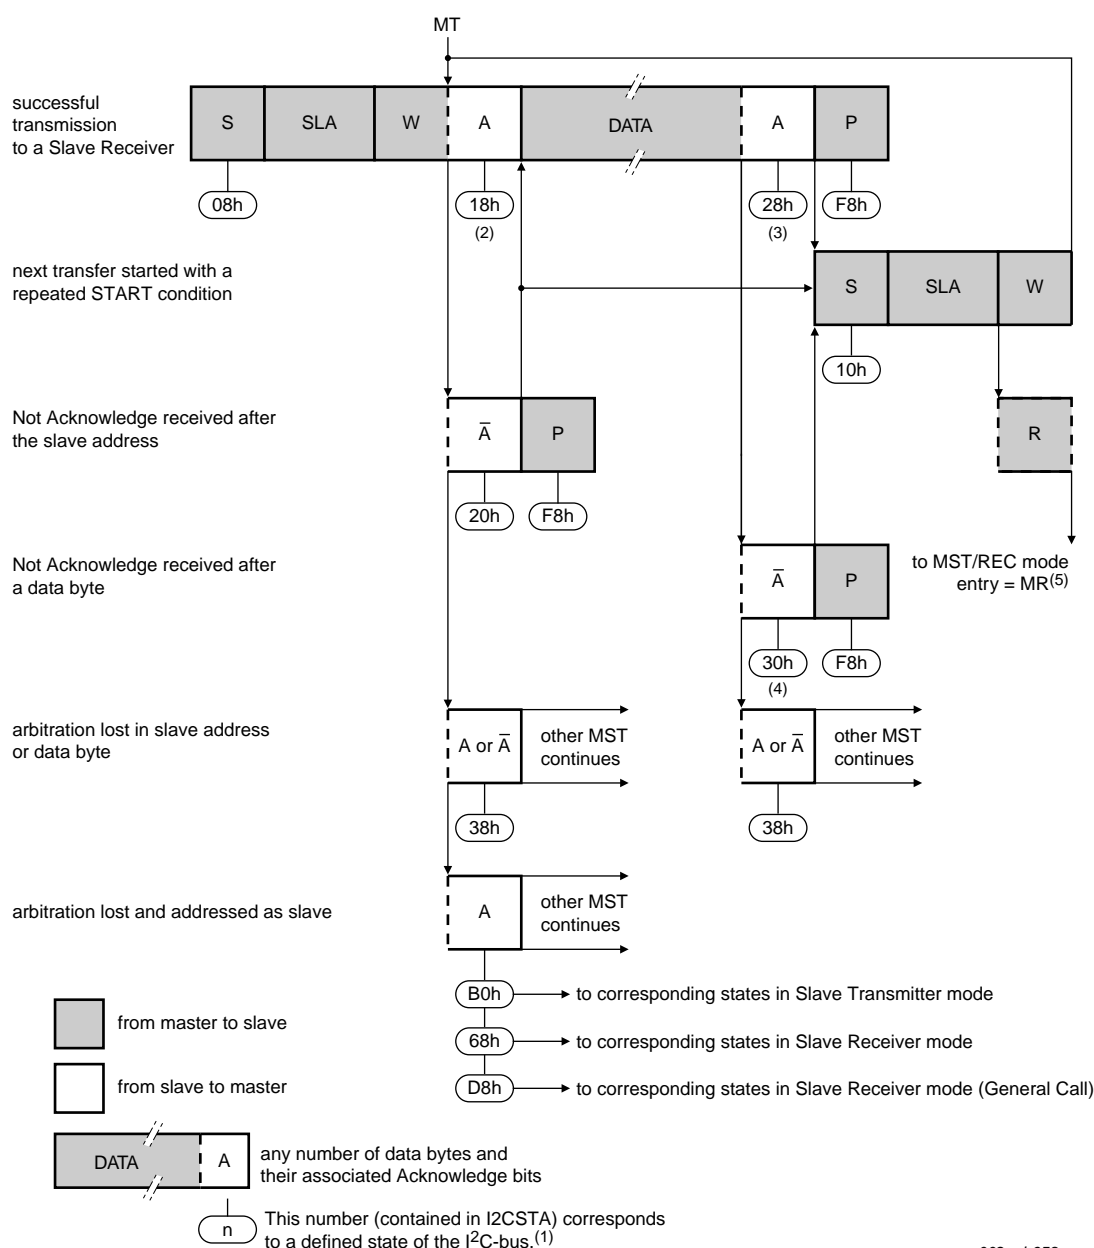 MT
successful
transmission
to a Slave Receiver
S SLA W A DATA A P
08h 18h 28h F8h
(2) (3)
next transfer started with a
repeated START condition
S SLA W
10h
Not Acknowledge received after
the slave address
A̅ P R
20h F8h
Not Acknowledge received after
a data byte
A̅ P
to MST/REC mode
entry = MR(5)
30h F8h
(4)
arbitration lost in slave address
or data byte
A or A̅ other MST
continues
A or A̅ other MST
continues
38h 38h
arbitration lost and addressed as slave
A other MST
continues
B0h to corresponding states in Slave Transmitter mode
68h to corresponding states in Slave Receiver mode
D8h to corresponding states in Slave Receiver mode (General Call)
from master to slave
from slave to master
DATA A any number of data bytes and
their associated Acknowledge bits
n This number (contained in I2CSTA) corresponds
to a defined state of the I²C-bus.(1)